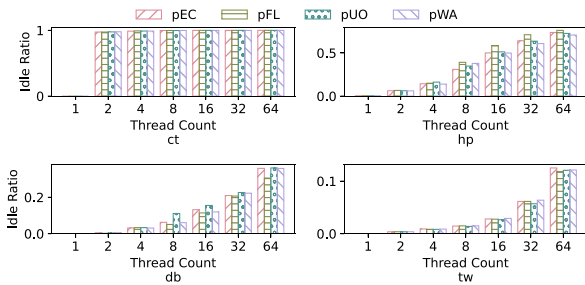 pEC pFL pUO pWA
Idle Ratio
1
0
1 2 4 8 16 32 64
Thread Count
ct
0.5
0.0
1 2 4 8 16 32 64
Thread Count
hp
Idle Ratio
0.2
0.0
1 2 4 8 16 32 64
Thread Count
db
0.1
0.0
1 2 4 8 16 32 64
Thread Count
tw